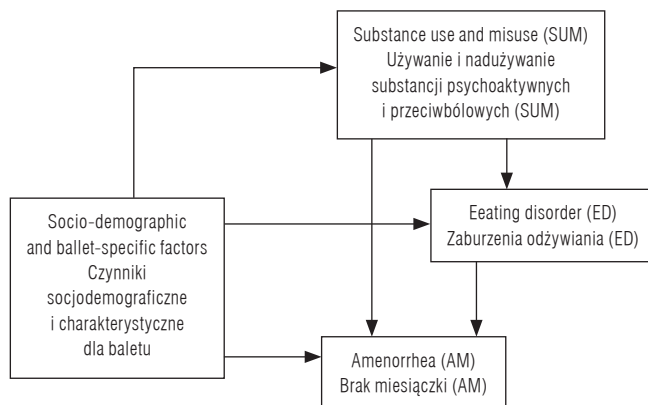 Substance use and misuse (SUM)
Używanie i nadużywanie
substancji psychoaktywnych
i przeciwbólowych (SUM)
Socio-demographic
and ballet-specific factors
Czynniki
socjodemograficzne
i charakterystyczne
dla baletu
Eeating disorder (ED)
Zaburzenia odżywiania (ED)
Amenorrhea (AM)
Brak miesiączki (AM)